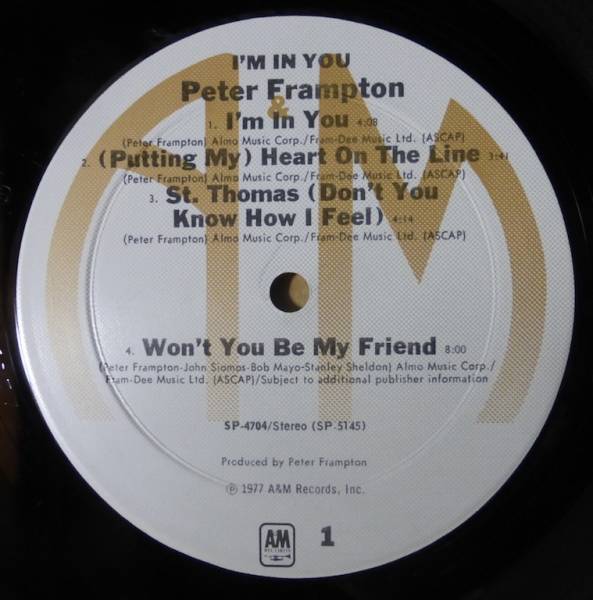 I'M IN YOU
Peter Frampton
&
1. I'm In You 4:08
(Peter Frampton) Almo Music Corp./Fram-Dee Music Ltd. (ASCAP)
2. (Putting My) Heart On The Line 3:41
(Peter Frampton) Almo Music Corp./Fram-Dee Music Ltd. (ASCAP)
3. St. Thomas (Don't You
Know How I Feel) 4:14
(Peter Frampton) Almo Music Corp./Fram-Dee Music Ltd. (ASCAP)
4. Won't You Be My Friend 8:00
(Peter Frampton-John Siomos-Bob Mayo-Stanley Sheldon) Almo Music Corp./
Fram-Dee Music Ltd. (ASCAP)/Subject to additional publisher information
SP-4704/Stereo (SP-5145)
Produced by Peter Frampton
℗ 1977 A&M Records, Inc.
AM
RECORDS
1